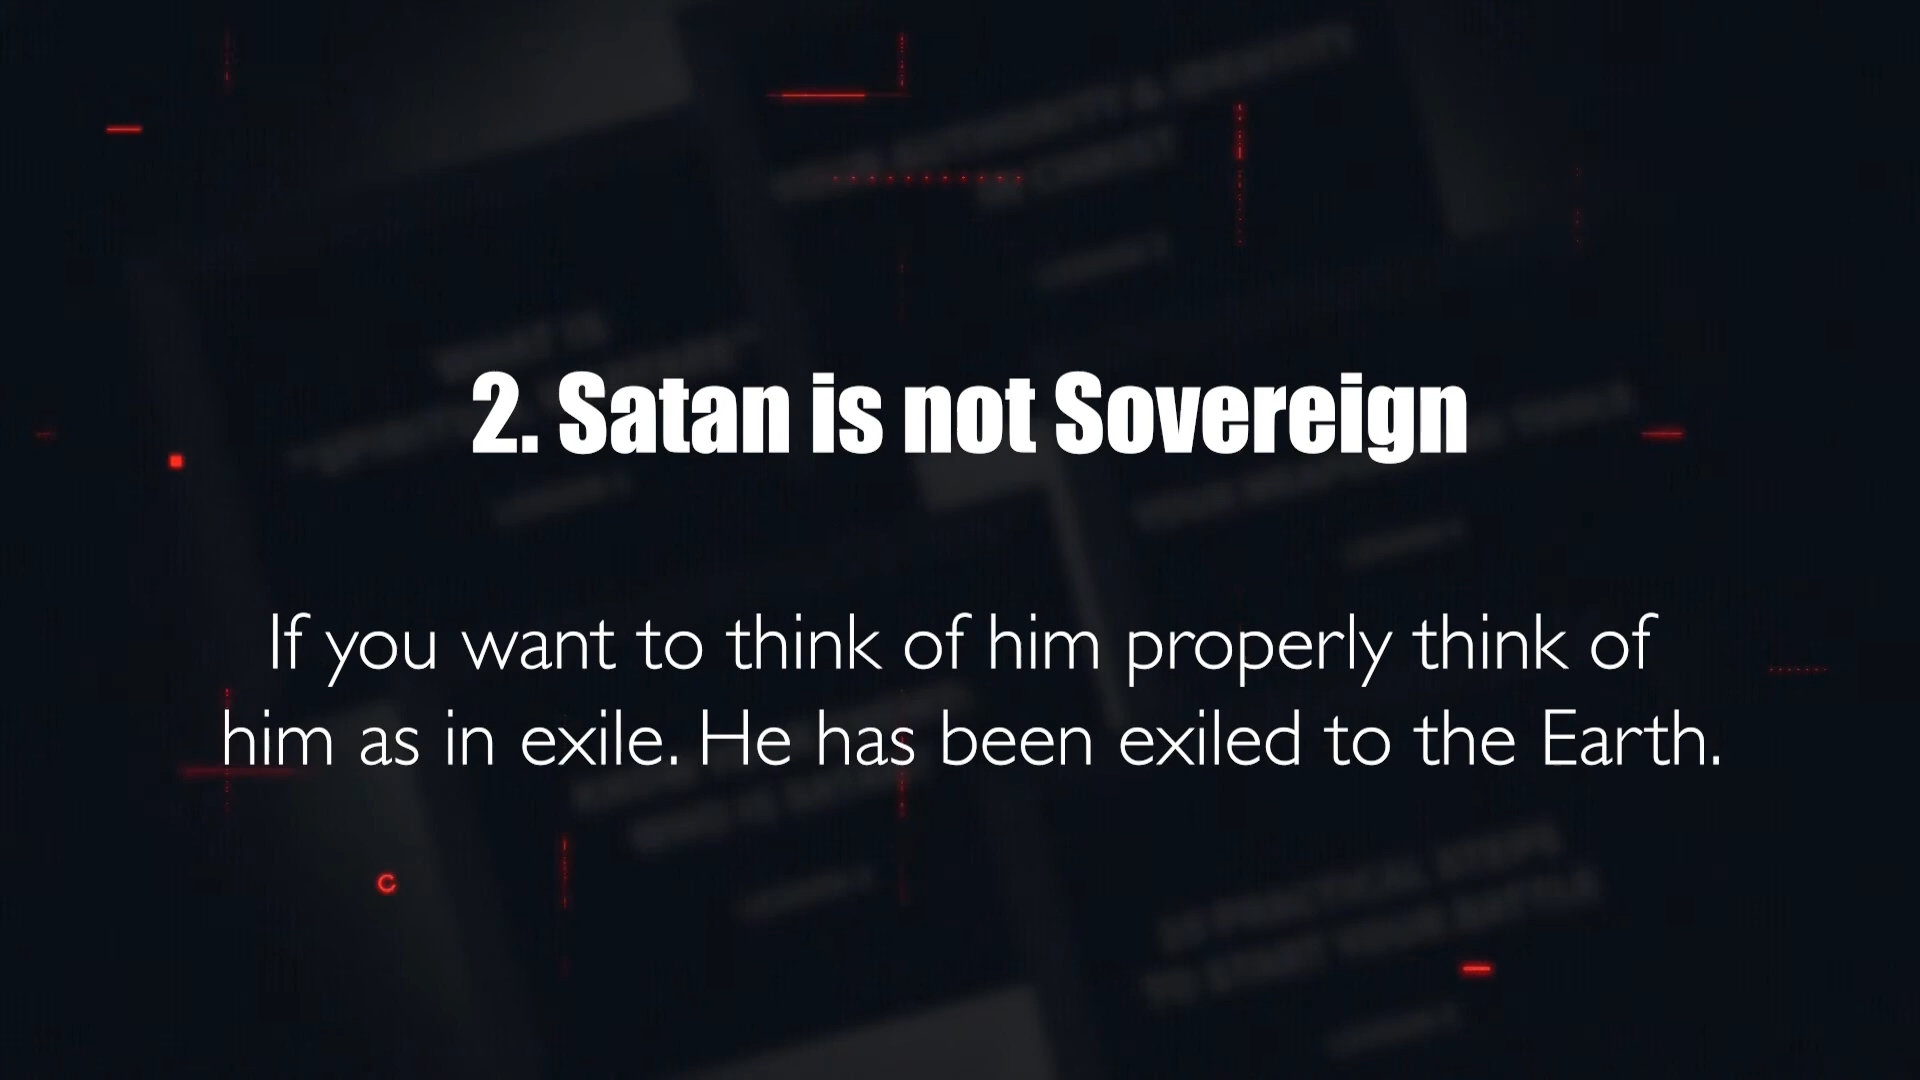 2. Satan is not Sovereign
If you want to think of him properly think of
him as in exile. He has been exiled to the Earth.